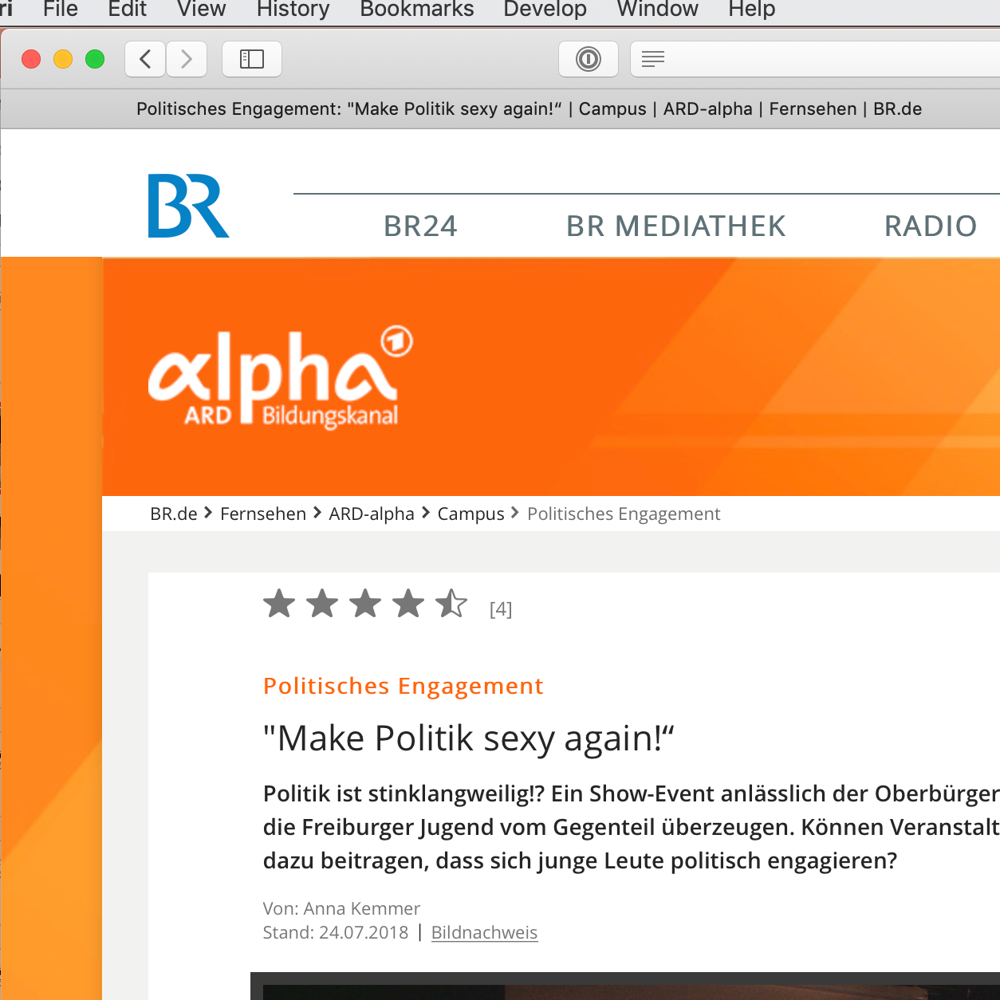 File Edit View History Bookmarks Develop Window Help
Politisches Engagement: "Make Politik sexy again!“ | Campus | ARD-alpha | Fernsehen | BR.de
BR
BR24 BR MEDIATHEK RADIO
alpha
ARD Bildungskanal
BR.de > Fernsehen > ARD-alpha > Campus > Politisches Engagement
[4]
Politisches Engagement
"Make Politik sexy again!“
Politik ist stinklangweilig!? Ein Show-Event anlässlich der Oberbürger
die Freiburger Jugend vom Gegenteil überzeugen. Können Veranstalt
dazu beitragen, dass sich junge Leute politisch engagieren?
Von: Anna Kemmer
Stand: 24.07.2018 | Bildnachweis